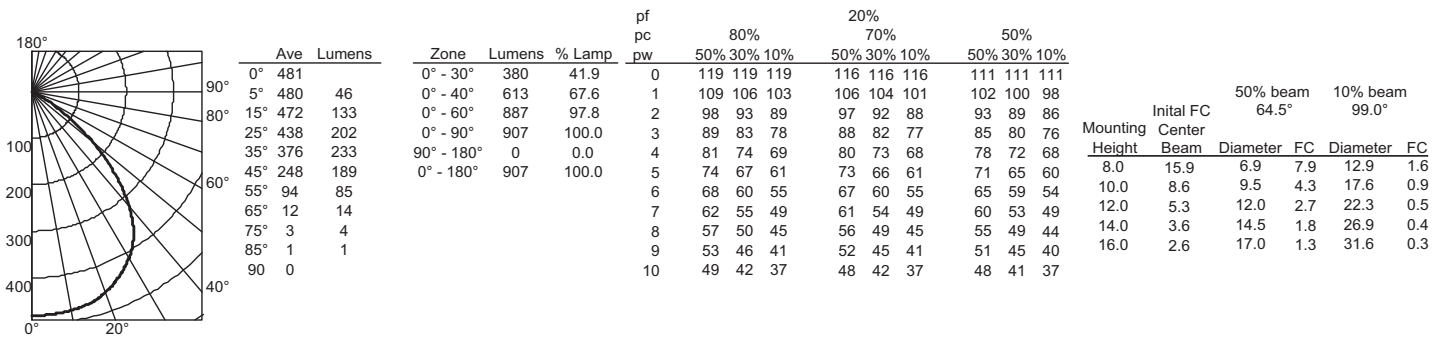 180°
90°
80°
60°
40°
100
200
300
400
0° 20°
Ave Lumens
0° 481
5° 480 46
15° 472 133
25° 438 202
35° 376 233
45° 248 189
55° 94 85
65° 12 14
75° 3 4
85° 1 1
90 0
Zone Lumens % Lamp
0° - 30° 380 41.9
0° - 40° 613 67.6
0° - 60° 887 97.8
0° - 90° 907 100.0
90° - 180° 0 0.0
0° - 180° 907 100.0
pf 20%
pc 80% 70% 50%
pw 50% 30% 10% 50% 30% 10% 50% 30% 10%
0 119 119 119 116 116 116 111 111 111
1 109 106 103 106 104 101 102 100 98
2 98 93 89 97 92 88 93 89 86
3 89 83 78 88 82 77 85 80 76
4 81 74 69 80 73 68 78 72 68
5 74 67 61 73 66 61 71 65 60
6 68 60 55 67 60 55 65 59 54
7 62 55 49 61 54 49 60 53 49
8 57 50 45 56 49 45 55 49 44
9 53 46 41 52 45 41 51 45 40
10 49 42 37 48 42 37 48 41 37
50% beam 10% beam
Inital FC 64.5° 99.0°
Mounting Center
Height Beam Diameter FC Diameter FC
8.0 15.9 6.9 7.9 12.9 1.6
10.0 8.6 9.5 4.3 17.6 0.9
12.0 5.3 12.0 2.7 22.3 0.5
14.0 3.6 14.5 1.8 26.9 0.4
16.0 2.6 17.0 1.3 31.6 0.3